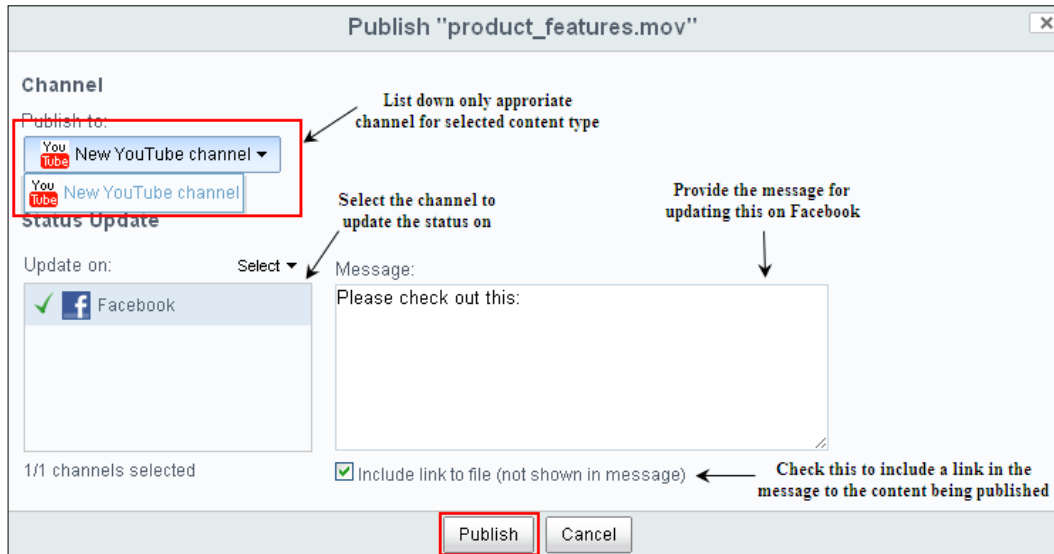 Publish "product_features.mov"
x
Channel
List down only approriate
channel for selected content type
Publish to:
You Tube New YouTube channel
You Tube New YouTube channel
Status Update
Select the channel to
update the status on
Provide the message for
updating this on Facebook
Update on:
Select
Message:
f Facebook
Please check out this:
1/1 channels selected
Include link to file (not shown in message)
Check this to include a link in the
message to the content being published
Publish
Cancel